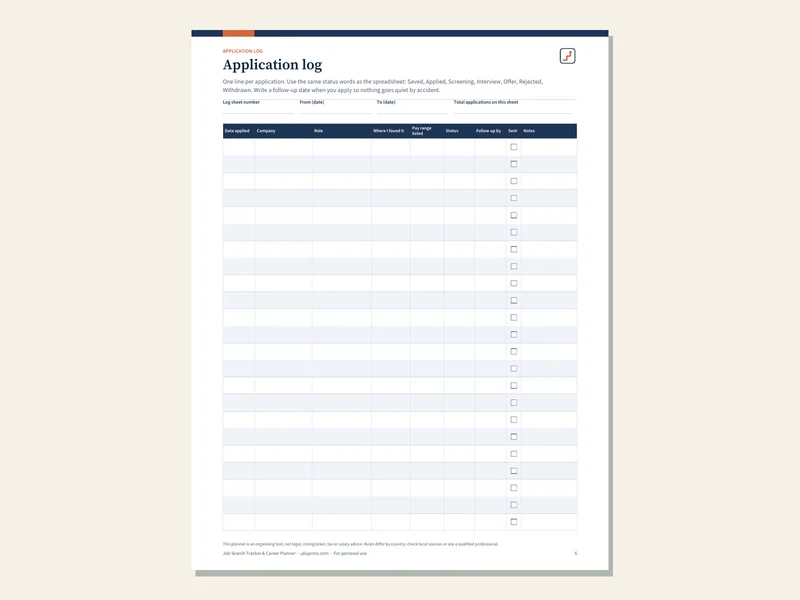 APPLICATION LOG
Application log
One line per application. Use the same status words as the spreadsheet: Saved, Applied, Screening, Interview, Offer, Rejected,
Withdrawn. Write a follow-up date when you apply so nothing goes quiet by accident.
Log sheet number From (date) To (date) Total applications on this sheet
Date applied Company Role Where I found it Pay range listed Status Follow up by Sent Notes
This planner is an organising tool, not legal, immigration, tax or salary advice. Rules differ by country; check local sources or ask a qualified professional.
Job Search Tracker & Career Planner - jalupress.com - For personal use 6